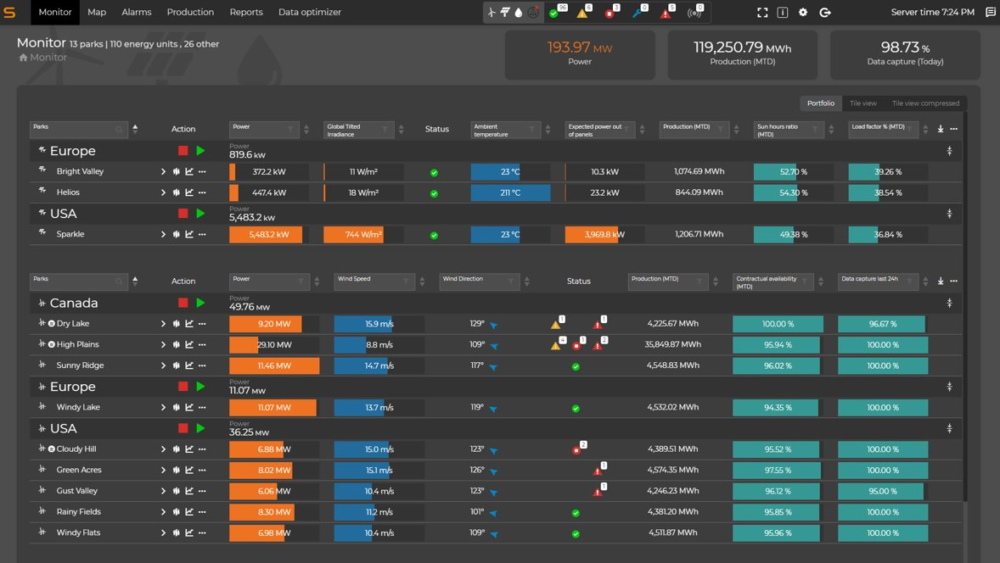 Monitor Map Alarms Production Reports Data optimizer 96 6 3 0 5 0 Server time 7:24 PM
Monitor 13 parks | 110 energy units , 26 other
Monitor
193.97 MW
Power
119,250.79 MWh
Production (MTD)
98.73 %
Data capture (Today)
Portfolio Tile view Tile view compressed
Parks Action Power Global Tilted Irradiance Status Ambient temperature Expected power out of panels Production (MTD) Sun hours ratio (MTD) Load factor % (MTD)
Europe Power 819.6 kW
Bright Valley 372.2 kW 11 W/m² 23 °C 10.3 kW 1,074.69 MWh 52.70 % 39.26 %
Helios 447.4 kW 18 W/m² 211 °C 23.2 kW 844.09 MWh 54.30 % 38.54 %
USA Power 5,483.2 kW
Sparkle 5,483.2 kW 744 W/m² 23 °C 3,969.8 kW 1,206.71 MWh 49.38 % 36.84 %
Parks Action Power Wind Speed Wind Direction Status Production (MTD) Contractual availability (MTD) Data capture last 24h
Canada Power 49.76 MW
Dry Lake 9.20 MW 15.9 m/s 129° 1 1 4,225.67 MWh 100.00 % 96.67 %
High Plains 29.10 MW 8.8 m/s 109° 4 1 2 35,849.87 MWh 95.94 % 100.00 %
Sunny Ridge 11.46 MW 14.7 m/s 117° 4,548.83 MWh 96.02 % 100.00 %
Europe Power 11.07 MW
Windy Lake 11.07 MW 13.7 m/s 119° 4,532.02 MWh 94.35 % 100.00 %
USA Power 36.25 MW
Cloudy Hill 6.88 MW 15.0 m/s 123° 2 4,389.51 MWh 95.52 % 100.00 %
Green Acres 8.02 MW 15.1 m/s 126° 1 4,574.35 MWh 97.55 % 100.00 %
Gust Valley 6.06 MW 10.4 m/s 123° 1 4,246.23 MWh 96.12 % 95.00 %
Rainy Fields 8.30 MW 11.2 m/s 101° 4,381.20 MWh 95.85 % 100.00 %
Windy Flats 6.98 MW 10.4 m/s 109° 4,511.87 MWh 95.96 % 100.00 %